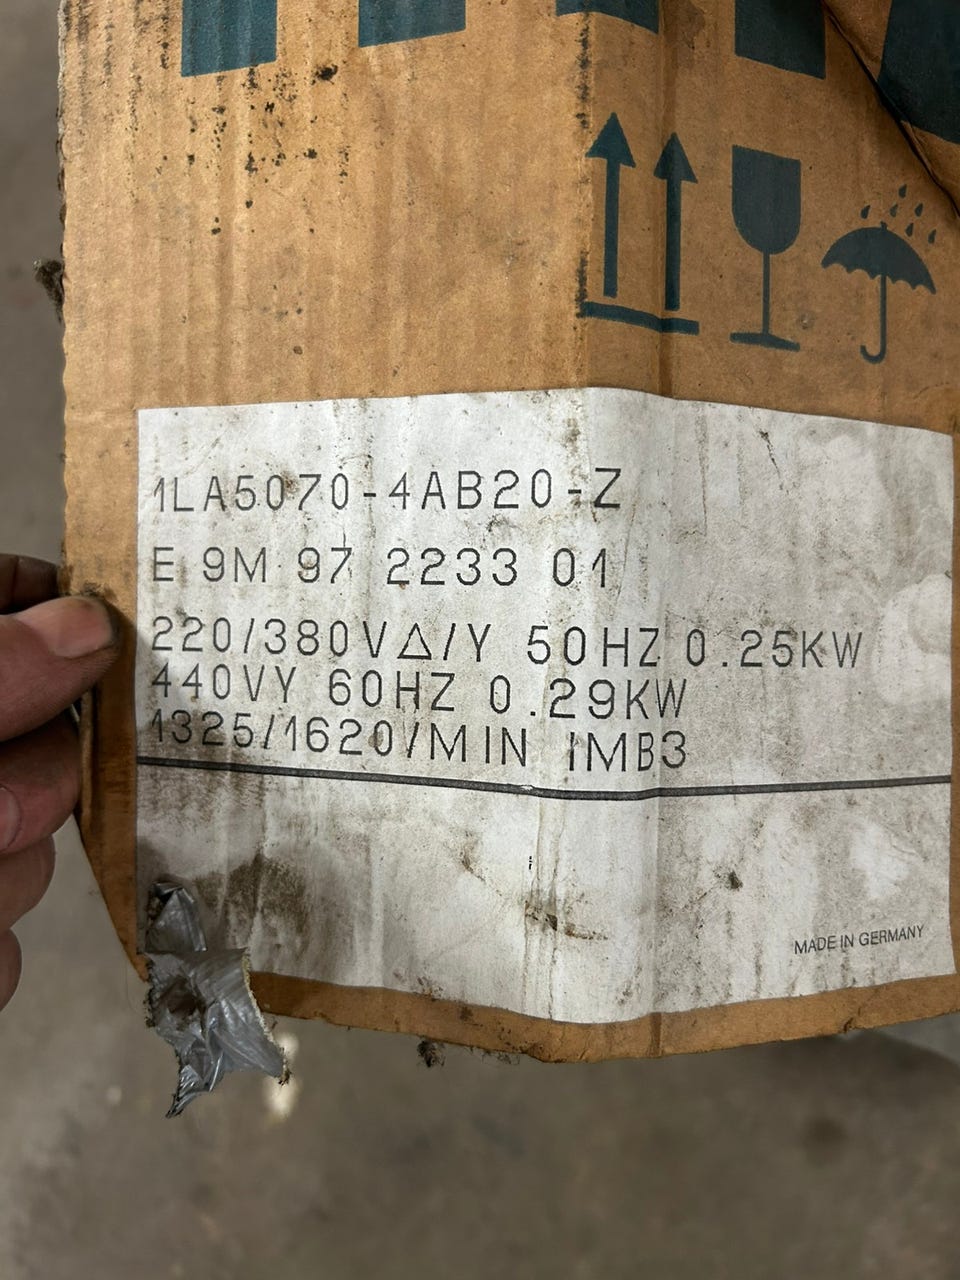 1LA5070-4AB20-Z
E 9M 97 2233 01
220/380V△/Y 50HZ 0.25KW
440VY 60HZ 0.29KW
1325/1620/MIN IMB3
MADE IN GERMANY